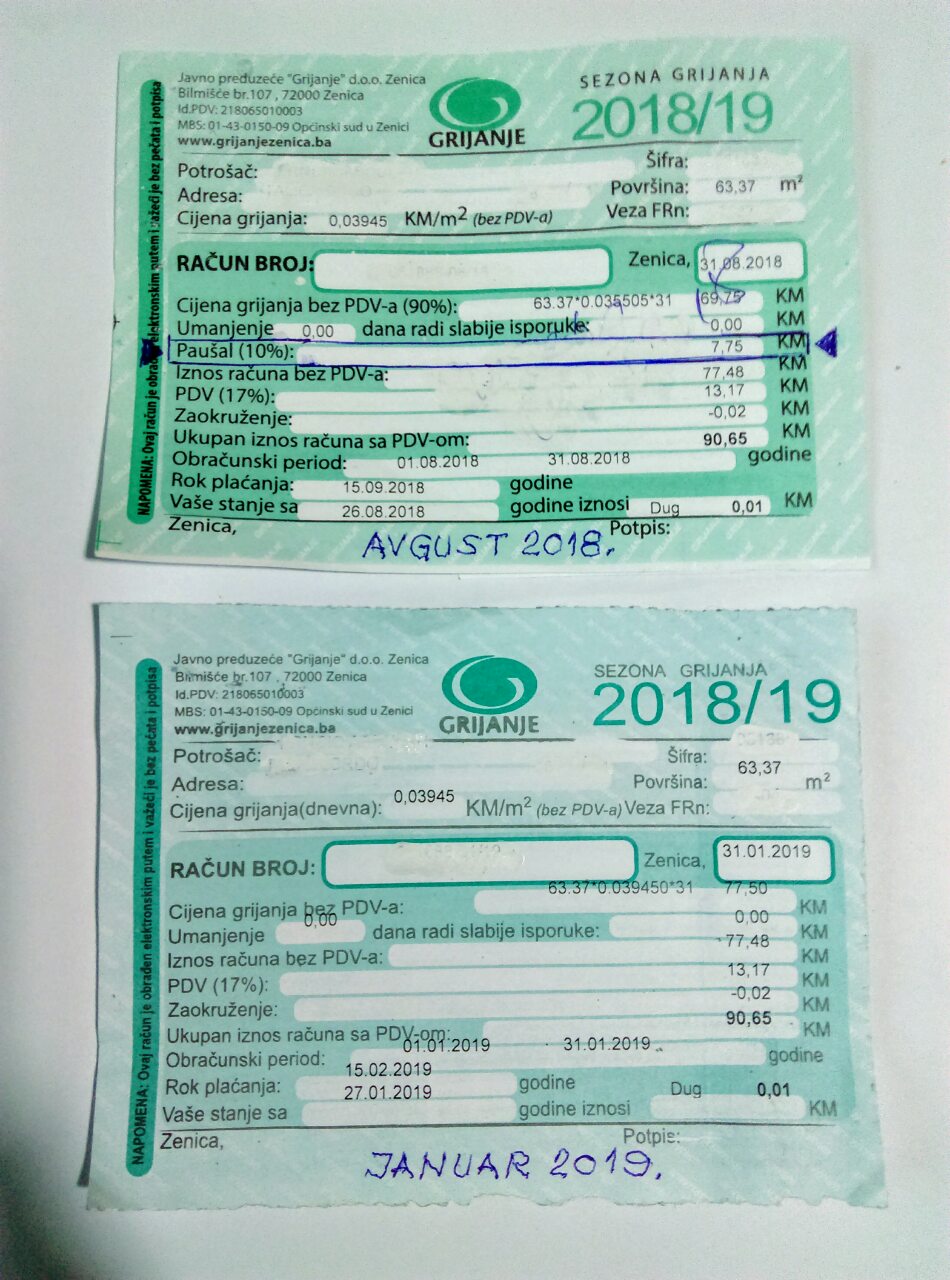 NAPOMENA: Ovaj račun je obrađen elektronskim putem i važeći je bez pečata i potpisa
Javno preduzeće "Grijanje" d.o.o. Zenica
Bilmišće br.107 , 72000 Zenica
Id.PDV: 218065010003
MBS: 01-43-0150-09 Općinski sud u Zenici
www.grijanjezenica.ba
GRIJANJE
SEZONA GRIJANJA
2018/19
Potrošač:
Šifra:
Adresa:
Površina: 63,37 m²
Cijena grijanja: 0,03945 KM/m² (bez PDV-a) Veza FRn:
RAČUN BROJ: Zenica, 31.08.2018
Cijena grijanja bez PDV-a (90%): 63.37*0.035505*31 69,75 KM
Umanjenje 0,00 dana radi slabije isporuke: 0,00 KM
Paušal (10%): 7,75 KM
Iznos računa bez PDV-a: 77,48 KM
PDV (17%): 13,17 KM
Zaokruženje: -0,02 KM
Ukupan iznos računa sa PDV-om: 90,65 KM
Obračunski period: 01.08.2018 31.08.2018 godine
Rok plaćanja: 15.09.2018 godine
Vaše stanje sa 26.08.2018 godine iznosi Dug 0,01 KM
Zenica, Potpis:
AVGUST 2018.
NAPOMENA: Ovaj račun je obrađen elektronskim putem i važeći je bez pečata i potpisa
Javno preduzeće "Grijanje" d.o.o. Zenica
Bilmišće br.107 , 72000 Zenica
Id.PDV: 218065010003
MBS: 01-43-0150-09 Općinski sud u Zenici
www.grijanjezenica.ba
GRIJANJE
SEZONA GRIJANJA
2018/19
Potrošač:
Šifra:
Adresa:
Površina: 63,37 m²
Cijena grijanja(dnevna): 0,03945 KM/m² (bez PDV-a) Veza FRn:
RAČUN BROJ: Zenica, 31.01.2019
63.37*0.039450*31 77,50
Cijena grijanja bez PDV-a: KM
0,00 0,00
Umanjenje dana radi slabije isporuke: KM
77,48
Iznos računa bez PDV-a: KM
13,17
PDV (17%): KM
-0,02
Zaokruženje: KM
90,65
Ukupan iznos računa sa PDV-om: KM
01.01.2019 31.01.2019
Obračunski period: godine
15.02.2019
Rok plaćanja: godine
27.01.2019 Dug 0,01
Vaše stanje sa godine iznosi KM
Zenica, Potpis:
JANUAR 2019.